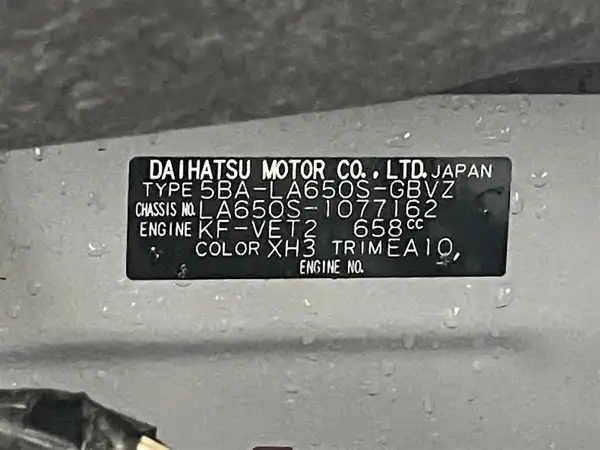 DAIHATSU MOTOR CO., LTD. JAPAN
TYPE 5BA-LA650S-GBVZ
CHASSIS NO. LA650S-1077162
ENGINE KF-VET2 658cc
COLOR XH3 TRIM EA10
ENGINE NO.